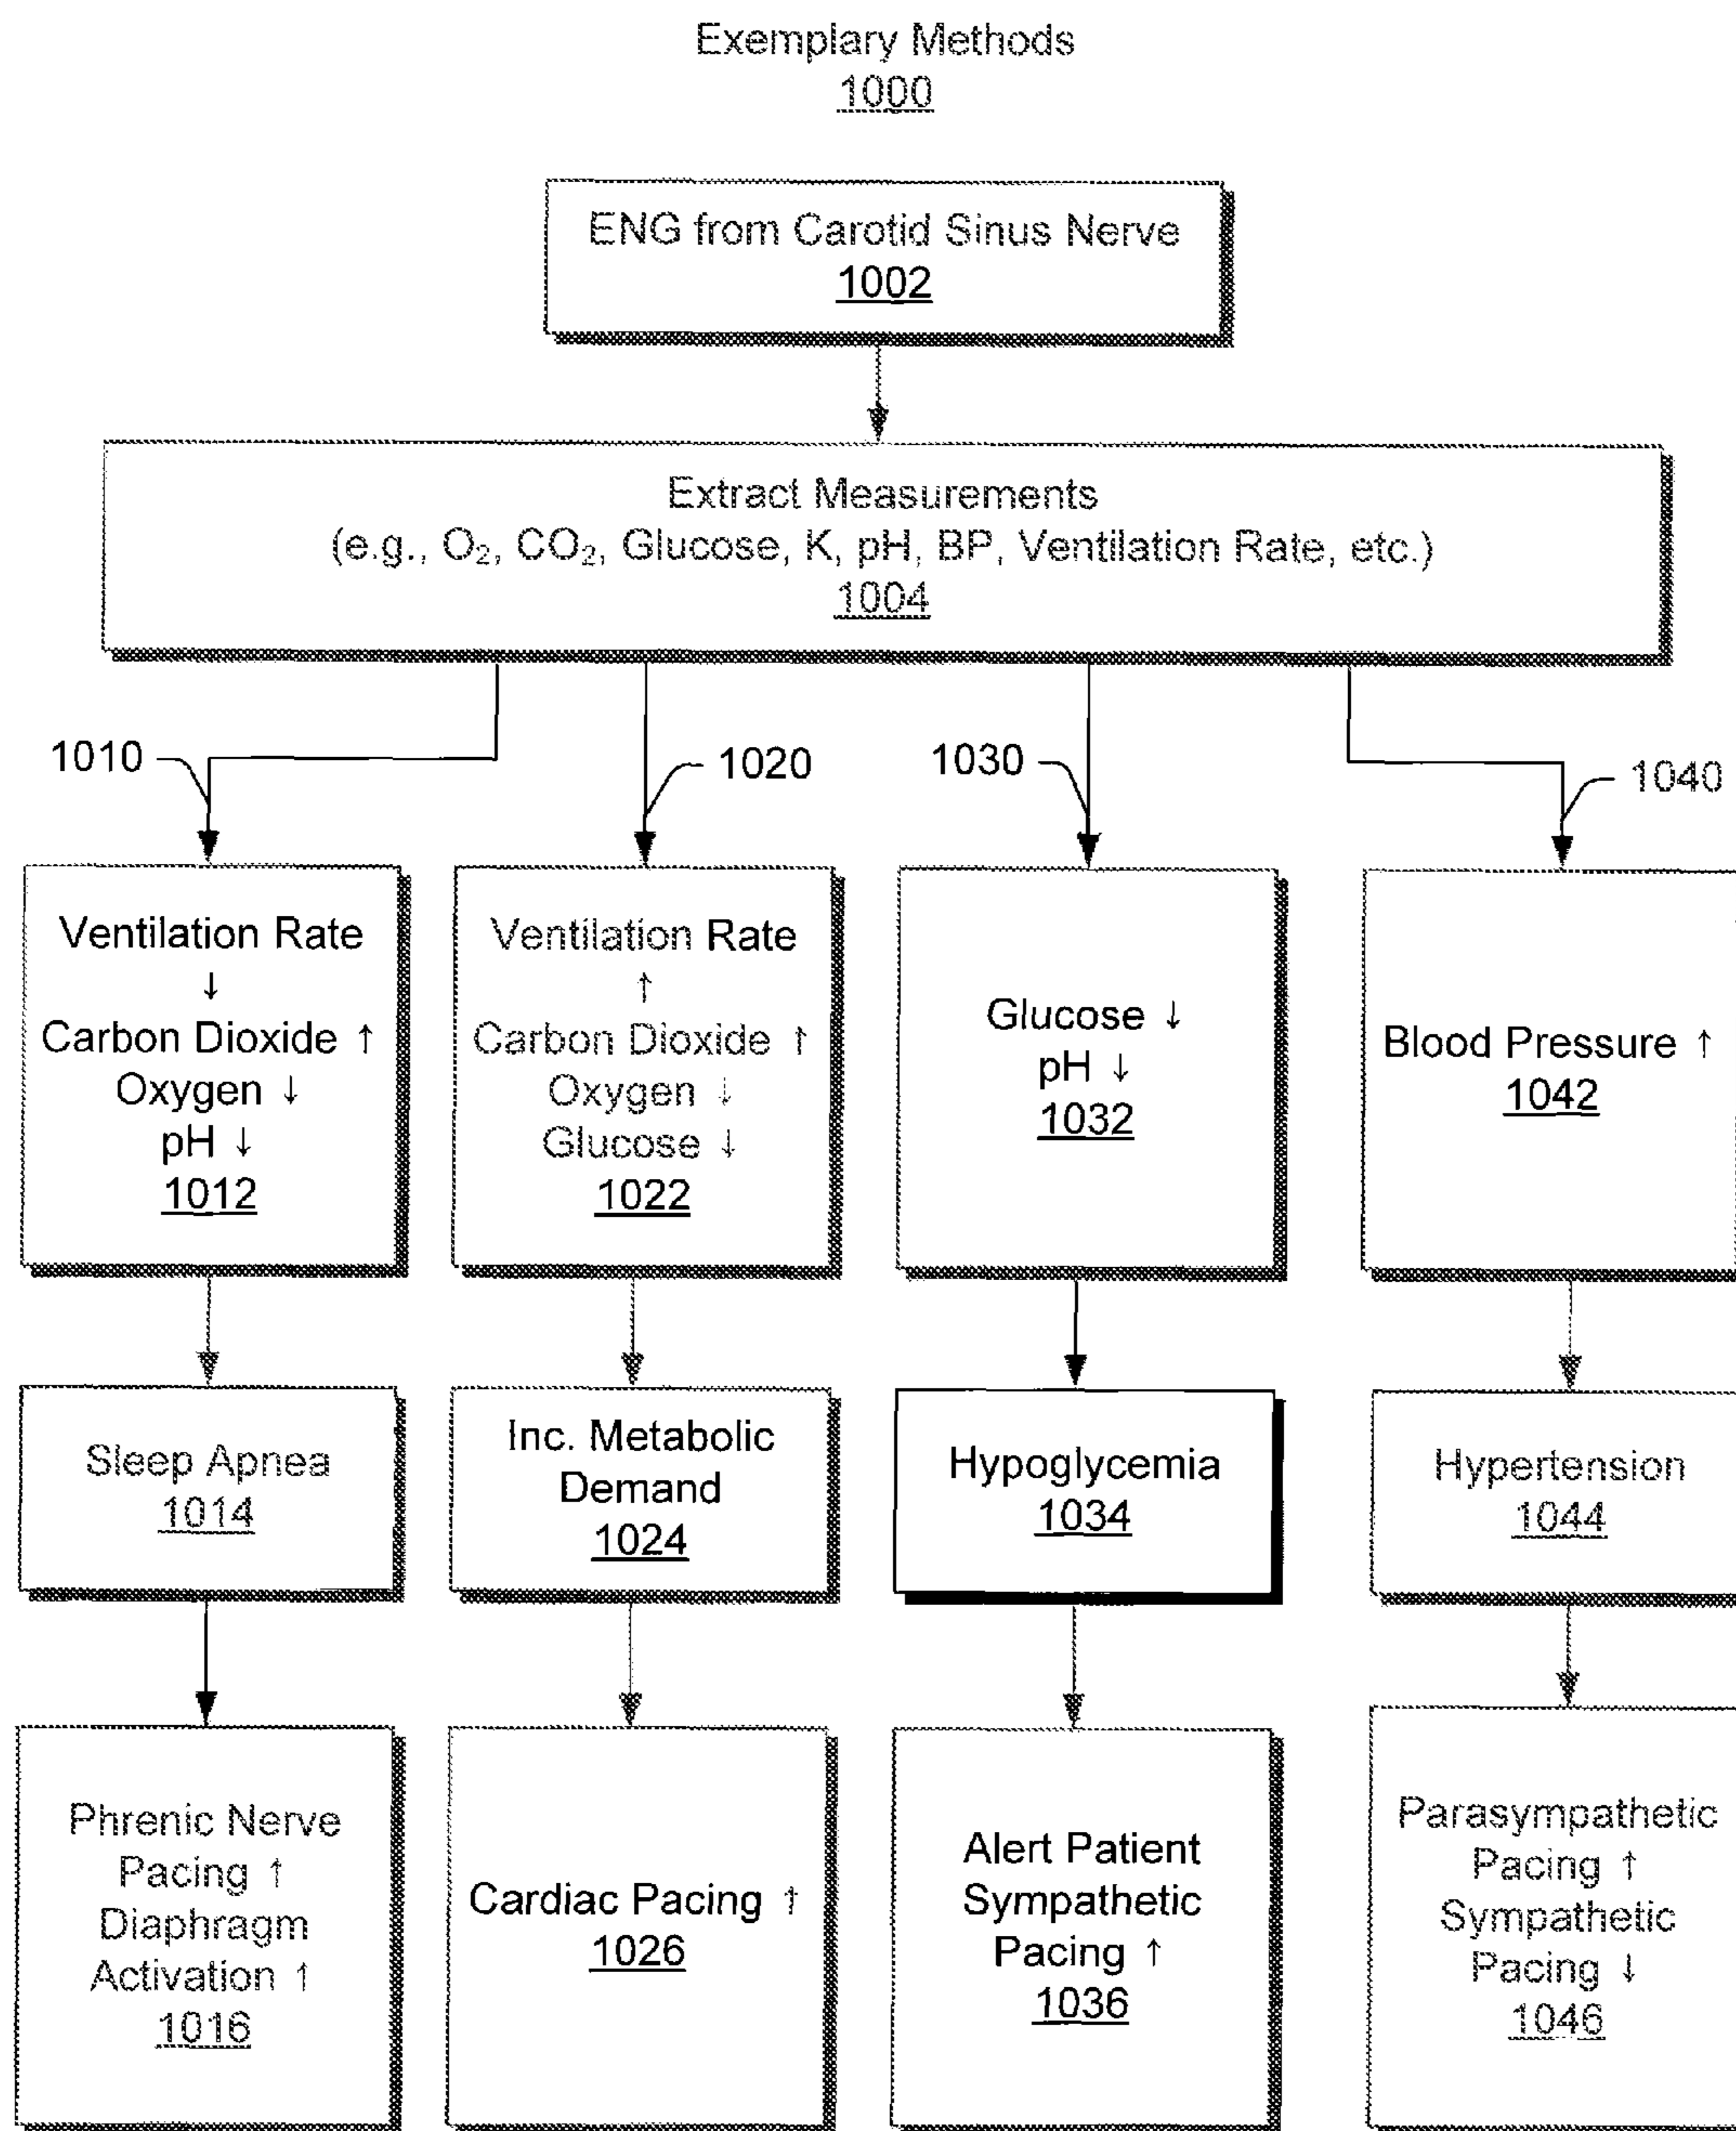 Exemplary Methods
1000
ENG from Carotid Sinus Nerve
1002
Extract Measurements
(e.g., O₂, CO₂, Glucose, K, pH, BP, Ventilation Rate, etc.)
1004
1010
1020
1030
1040
Ventilation Rate
↓
Carbon Dioxide ↑
Oxygen ↓
pH ↓
1012
Ventilation Rate
↑
Carbon Dioxide ↑
Oxygen ↓
Glucose ↓
1022
Glucose ↓
pH ↓
1032
Blood Pressure ↑
1042
Sleep Apnea
1014
Inc. Metabolic
Demand
1024
Hypoglycemia
1034
Hypertension
1044
Phrenic Nerve
Pacing ↑
Diaphragm
Activation ↑
1016
Cardiac Pacing ↑
1026
Alert Patient
Sympathetic
Pacing ↑
1036
Parasympathetic
Pacing ↑
Sympathetic
Pacing ↓
1046